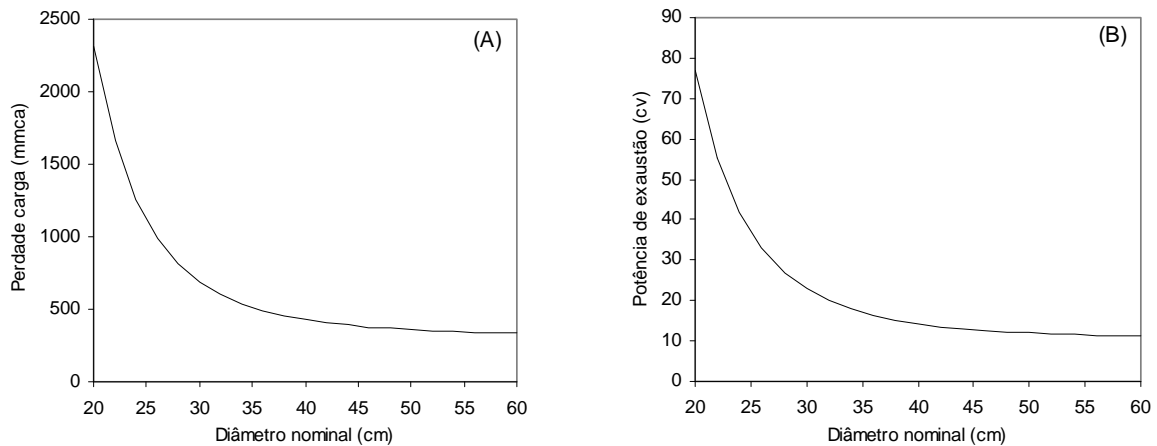 (A)
Perdade carga (mmca)
2500
2000
1500
1000
500
0
20 25 30 35 40 45 50 55 60
Diâmetro nominal (cm)
(B)
Potência de exaustão (cv)
90
80
70
60
50
40
30
20
10
0
20 25 30 35 40 45 50 55 60
Diâmetro nominal (cm)